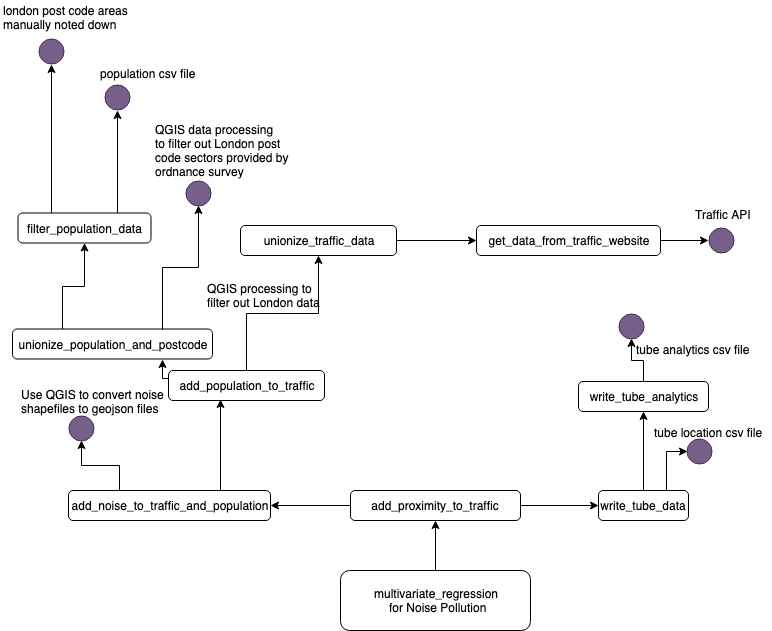 london post code areas
manually noted down
population csv file
QGIS data processing
to filter out London post
code sectors provided by
ordnance survey
Traffic API
filter_population_data
unionize_traffic_data
get_data_from_traffic_website
QGIS processing to
filter out London data
unionize_population_and_postcode
tube analytics csv file
add_population_to_traffic
Use QGIS to convert noise
shapefiles to geojson files
write_tube_analytics
tube location csv file
add_noise_to_traffic_and_population
add_proximity_to_traffic
write_tube_data
multivariate_regression
for Noise Pollution